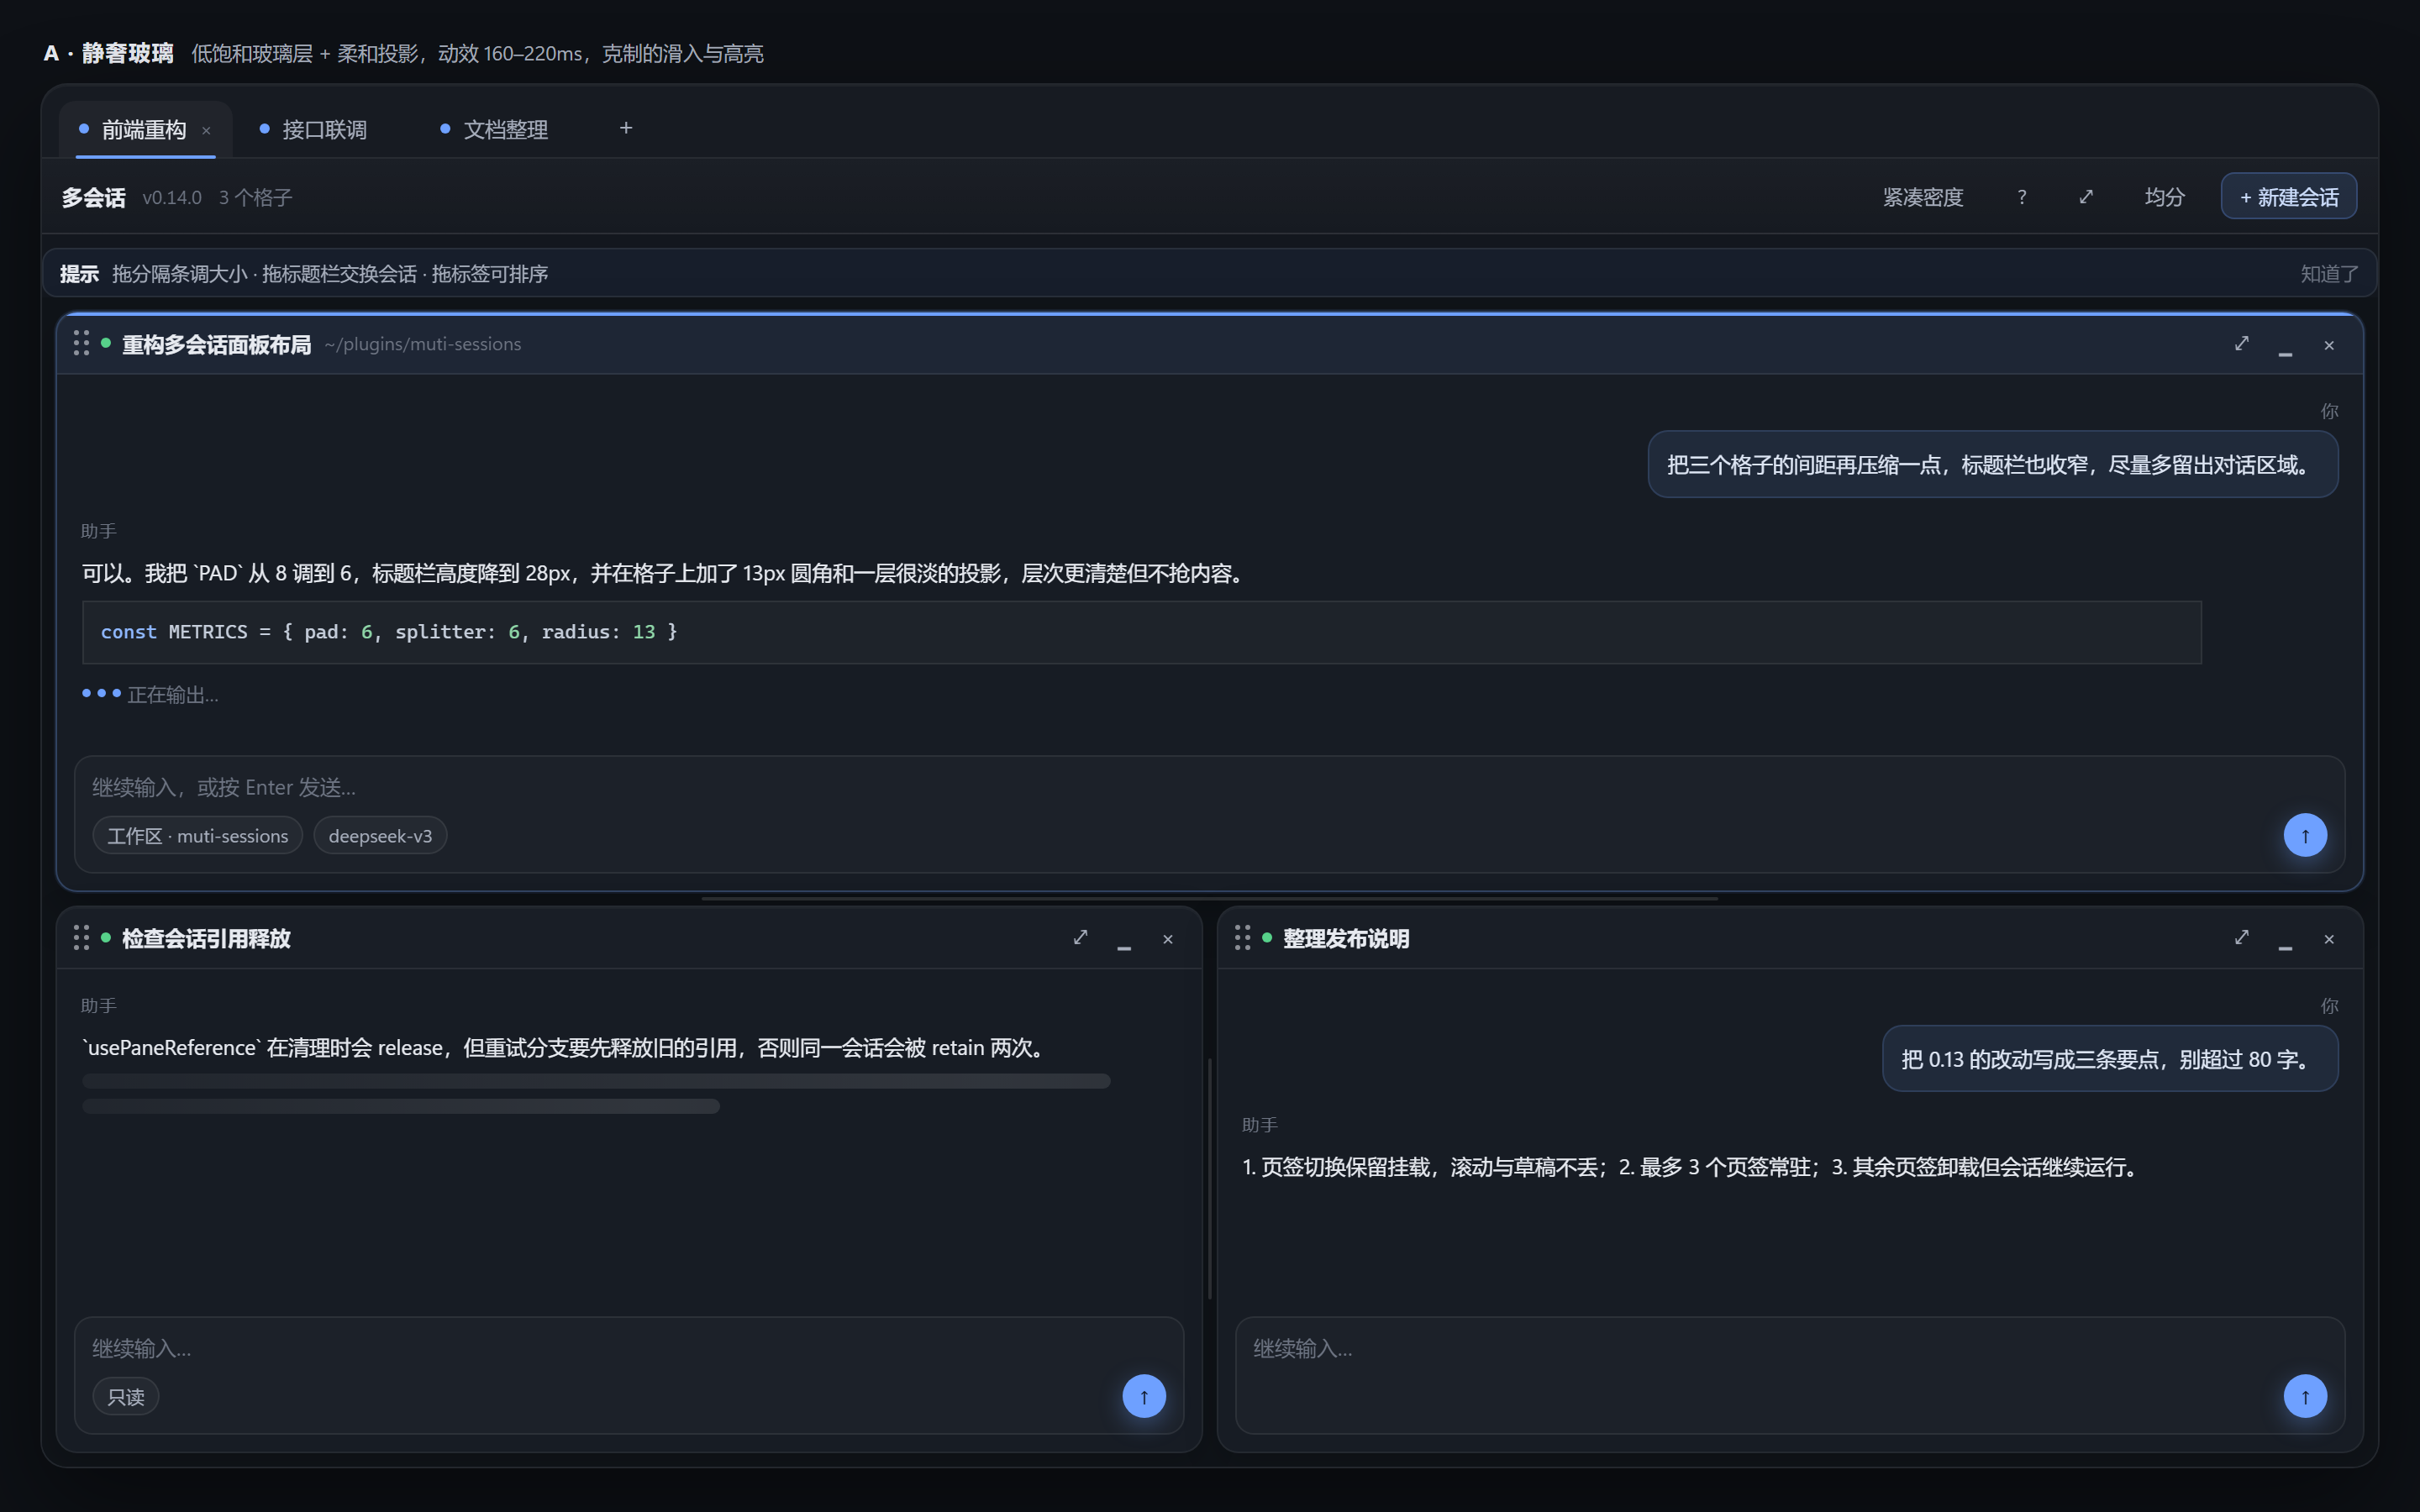 A · 静奢玻璃 低饱和玻璃层 + 柔和投影，动效 160–220ms，克制的滑入与高亮
前端重构 × 接口联调 文档整理 +
多会话 v0.14.0 3 个格子 紧凑密度 ? ⤢ 均分 + 新建会话
提示 拖分隔条调大小 · 拖标题栏交换会话 · 拖标签可排序 知道了
重构多会话面板布局 ~/plugins/muti-sessions ⤢ ‗ ×
你
把三个格子的间距再压缩一点，标题栏也收窄，尽量多留出对话区域。
助手
可以。我把 `PAD` 从 8 调到 6，标题栏高度降到 28px，并在格子上加了 13px 圆角和一层很淡的投影，层次更清楚但不抢内容。
const METRICS = { pad: 6, splitter: 6, radius: 13 }
正在输出...
继续输入，或按 Enter 发送...
工作区 · muti-sessions deepseek-v3 ↑
检查会话引用释放 ⤢ ‗ ×
助手
`usePaneReference` 在清理时会 release，但重试分支要先释放旧的引用，否则同一会话会被 retain 两次。
继续输入...
只读 ↑
整理发布说明 ⤢ ‗ ×
你
把 0.13 的改动写成三条要点，别超过 80 字。
助手
1. 页签切换保留挂载，滚动与草稿不丢；2. 最多 3 个页签常驻；3. 其余页签卸载但会话继续运行。
继续输入...
↑